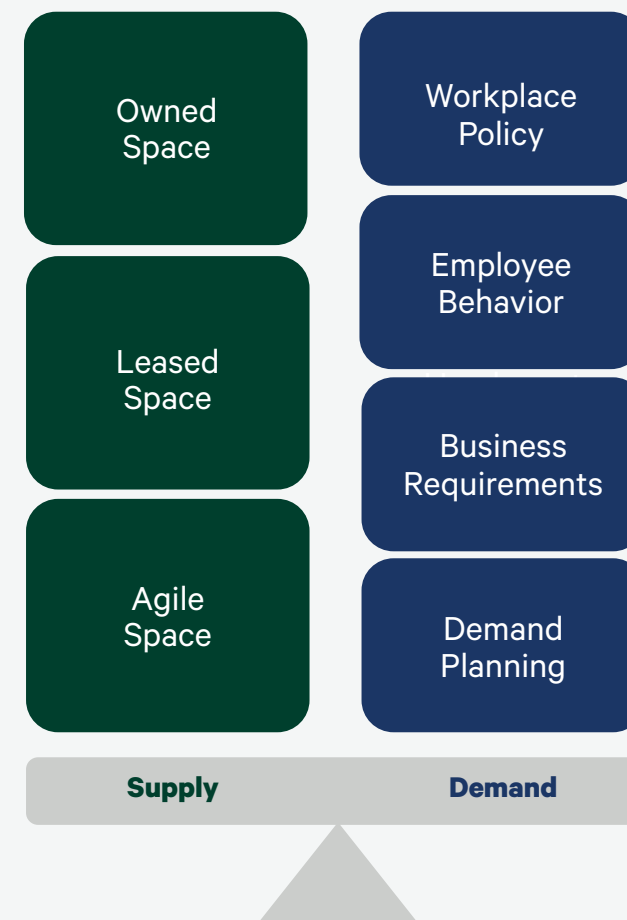 Owned
Space
Leased
Space
Agile
Space
Supply
Workplace
Policy
Employee
Behavior
Business
Requirements
Demand
Planning
Demand